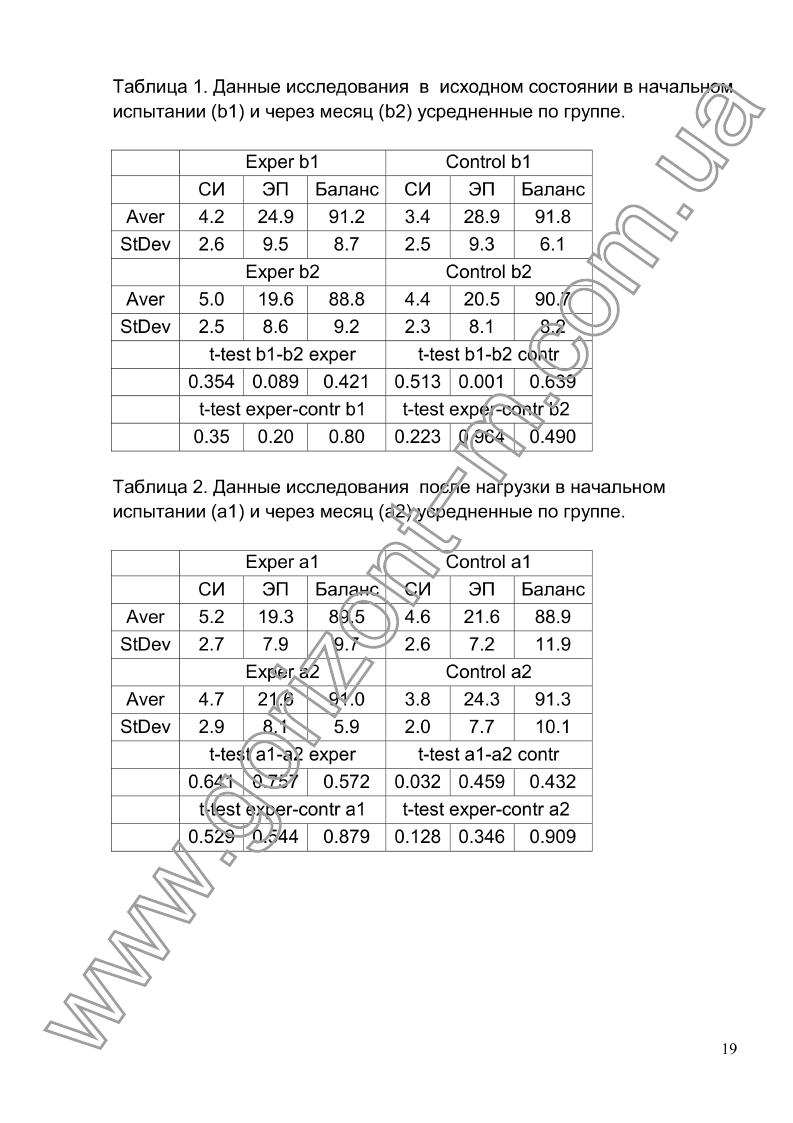 Таблица 1. Данные исследования в исходном состоянии в начальном
испытании (b1) и через месяц (b2) усредненные по группе.
Exper b1 Control b1
СИ ЭП Баланс СИ ЭП Баланс
Aver 4.2 24.9 91.2 3.4 28.9 91.8
StDev 2.6 9.5 8.7 2.5 9.3 6.1
Exper b2 Control b2
Aver 5.0 19.6 88.8 4.4 20.5 90.7
StDev 2.5 8.6 9.2 2.3 8.1 8.2
t-test b1-b2 exper t-test b1-b2 contr
0.354 0.089 0.421 0.513 0.001 0.639
t-test exper-contr b1 t-test exper-contr b2
0.35 0.20 0.80 0.223 0.964 0.490
Таблица 2. Данные исследования после нагрузки в начальном
испытании (a1) и через месяц (a2) усредненные по группе.
Exper a1 Control a1
СИ ЭП Баланс СИ ЭП Баланс
Aver 5.2 19.3 89.5 4.6 21.6 88.9
StDev 2.7 7.9 9.7 2.6 7.2 11.9
Exper a2 Control a2
Aver 4.7 21.6 91.0 3.8 24.3 91.3
StDev 2.9 8.1 5.9 2.0 7.7 10.1
t-test a1-a2 exper t-test a1-a2 contr
0.641 0.757 0.572 0.032 0.459 0.432
t-test exper-contr a1 t-test exper-contr a2
0.529 0.544 0.879 0.128 0.346 0.909
www.gorizont-m.com.ua
19